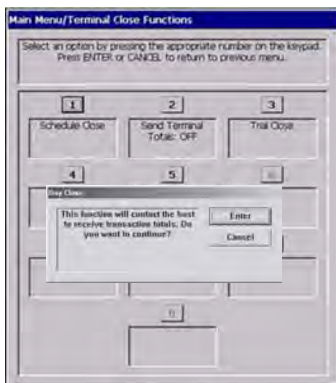 Main Menu/Terminal Close Functions
Select an option by pressing the appropriate number on the keypad.
Press ENTER or CANCEL to return to previous menu.
1 2 3
Schedule Close Send Terminal Trial Close
Totals: OFF
4 5 6
Day Close
This function will contact the host
to receive transaction totals. Do
you want to continue?
Enter
Cancel
0